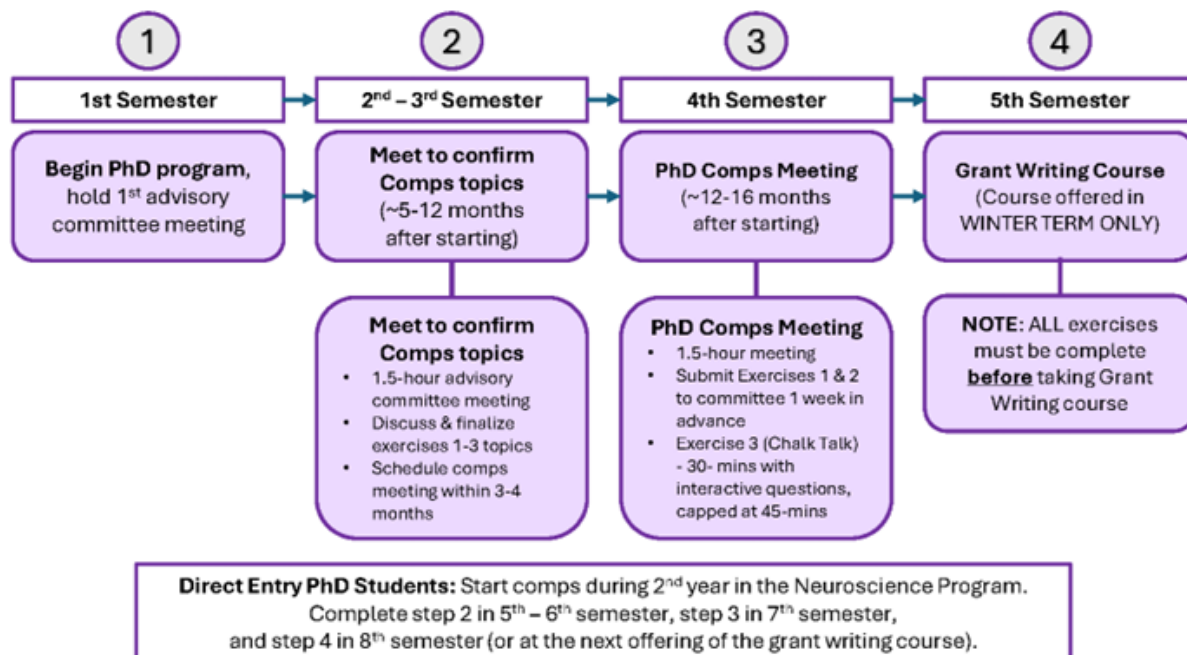 1
2
3
4
1st Semester
2nd – 3rd Semester
4th Semester
5th Semester
Begin PhD program,
hold 1st advisory
committee meeting
Meet to confirm
Comps topics
(~5-12 months
after starting)
PhD Comps Meeting
(~12-16 months
after starting)
Grant Writing Course
(Course offered in
WINTER TERM ONLY)
Meet to confirm
Comps topics
• 1.5-hour advisory
committee meeting
• Discuss & finalize
exercises 1-3 topics
• Schedule comps
meeting within 3-4
months
PhD Comps Meeting
• 1.5-hour meeting
• Submit Exercises 1 & 2
to committee 1 week in
advance
• Exercise 3 (Chalk Talk)
- 30- mins with
interactive questions,
capped at 45-mins
NOTE: ALL exercises
must be complete
before taking Grant
Writing course
Direct Entry PhD Students: Start comps during 2nd year in the Neuroscience Program.
Complete step 2 in 5th – 6th semester, step 3 in 7th semester,
and step 4 in 8th semester (or at the next offering of the grant writing course).